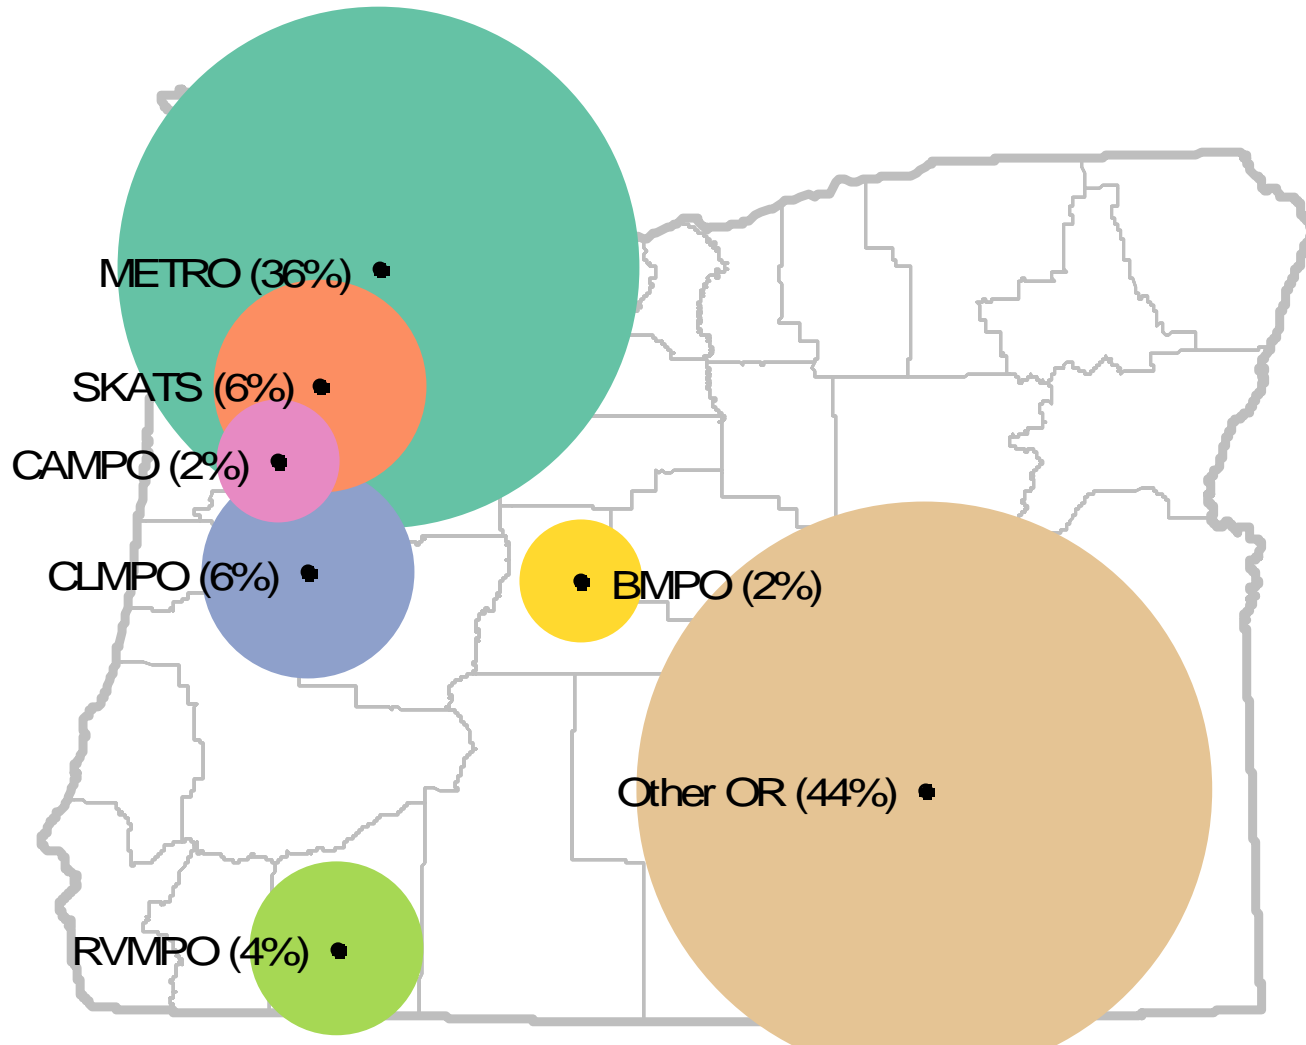 METRO (36%)
SKATS (6%)
CAMPO (2%)
CLMPO (6%)
BMPO (2%)
Other OR (44%)
RVMPO (4%)